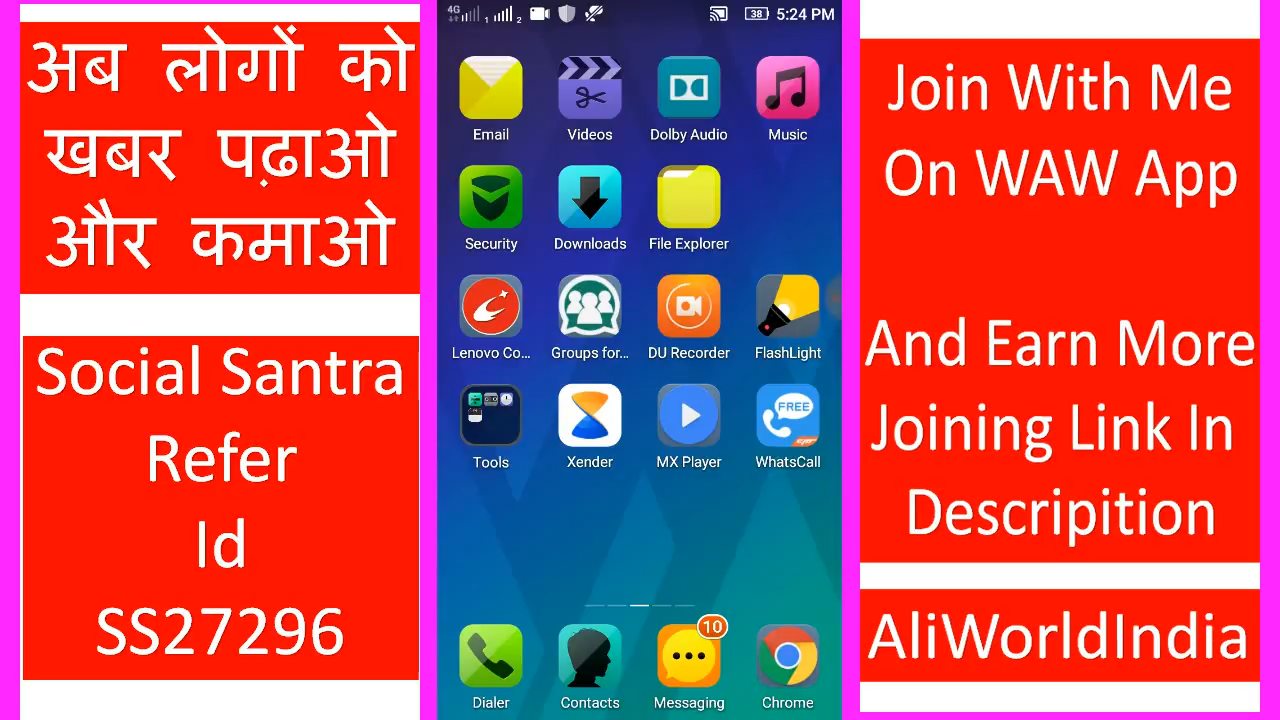 अब लोगों को
खबर पढ़ाओ
और कमाओ
Social Santra
Refer
Id
SS27296
4G 1 2 38 5:24 PM
Email Videos Dolby Audio Music
Security Downloads File Explorer
Lenovo Co... Groups for... DU Recorder FlashLight
FREE
Tools Xender MX Player WhatsCall
10
Dialer Contacts Messaging Chrome
Join With Me
On WAW App
And Earn More
Joining Link In
Descripition
AliWorldIndia